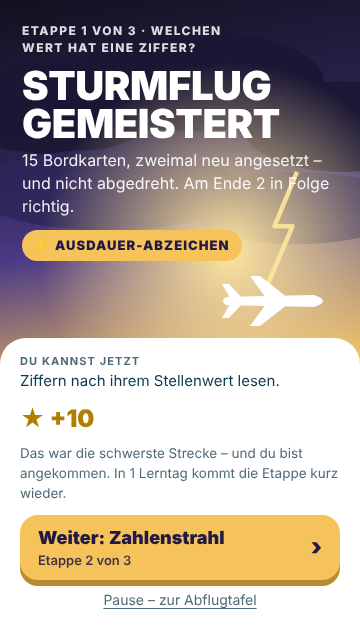 ETAPPE 1 VON 3 · WELCHEN
WERT HAT EINE ZIFFER?
STURMFLUG
GEMEISTERT
15 Bordkarten, zweimal neu angesetzt –
und nicht abgedreht. Am Ende 2 in Folge
richtig.
⚡ AUSDAUER-ABZEICHEN
DU KANNST JETZT
Ziffern nach ihrem Stellenwert lesen.
★ +10
Das war die schwerste Strecke – und du bist
angekommen. In 1 Lerntag kommt die Etappe kurz
wieder.
Weiter: Zahlenstrahl
Etappe 2 von 3
›
Pause – zur Abflugtafel